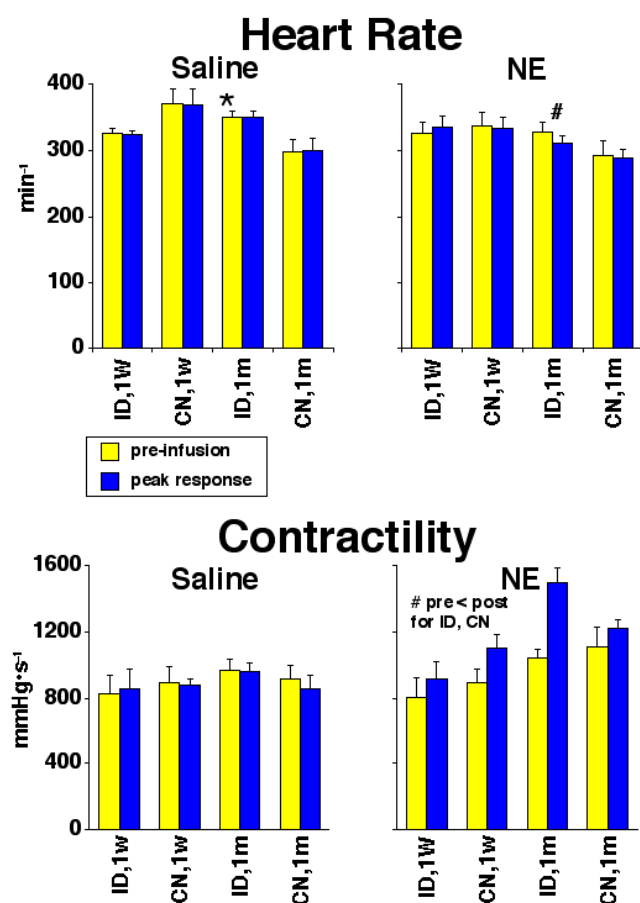 Heart Rate
Saline
NE
400
300
200
100
0
min⁻¹
*
#
ID,1W
CN,1w
ID,1m
CN,1m
ID,1W
CN,1w
ID,1m
CN,1m
pre-infusion
peak response
Contractility
Saline
NE
1600
1200
800
400
0
mmHg•s⁻¹
# pre < post
for ID, CN
ID,1w
CN,1w
ID,1m
CN,1m
ID,1W
CN,1w
ID,1m
CN,1m